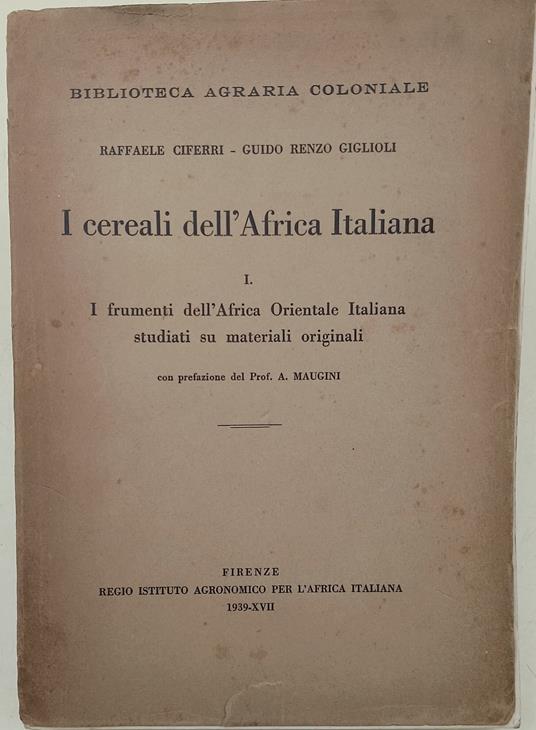 BIBLIOTECA AGRARIA COLONIALE
RAFFAELE CIFERRI - GUIDO RENZO GIGLIOLI
I cereali dell'Africa Italiana
I.
I frumenti dell'Africa Orientale Italiana
studiati su materiali originali
con prefazione del Prof. A. MAUGINI
FIRENZE
REGIO ISTITUTO AGRONOMICO PER L'AFRICA ITALIANA
1939-XVII